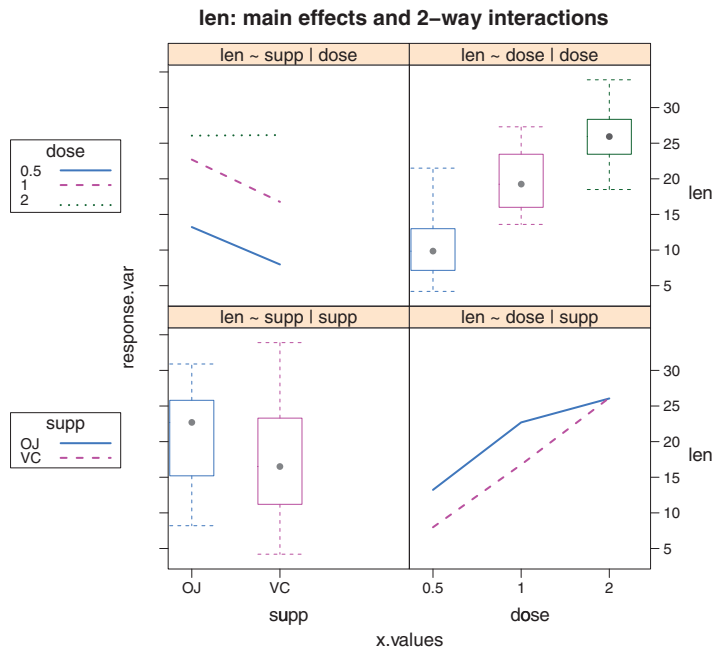 len: main effects and 2−way interactions
len ~ supp | dose
len ~ dose | dose
dose
0.5
1
2
30
25
20
15
10
5
len
response.var
len ~ supp | supp
len ~ dose | supp
supp
OJ
VC
30
25
20
15
10
5
len
OJ VC
0.5 1 2
supp
dose
x.values